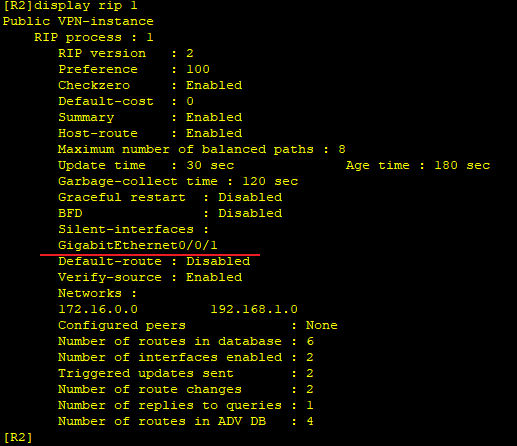 [R2]display rip 1
Public VPN-instance
RIP process : 1
RIP version : 2
Preference : 100
Checkzero : Enabled
Default-cost : 0
Summary : Enabled
Host-route : Enabled
Maximum number of balanced paths : 8
Update time : 30 sec Age time : 180 sec
Garbage-collect time : 120 sec
Graceful restart : Disabled
BFD : Disabled
Silent-interfaces :
GigabitEthernet0/0/1
Default-route : Disabled
Verify-source : Enabled
Networks :
172.16.0.0 192.168.1.0
Configured peers : None
Number of routes in database : 6
Number of interfaces enabled : 2
Triggered updates sent : 2
Number of route changes : 2
Number of replies to queries : 1
Number of routes in ADV DB : 4
[R2]